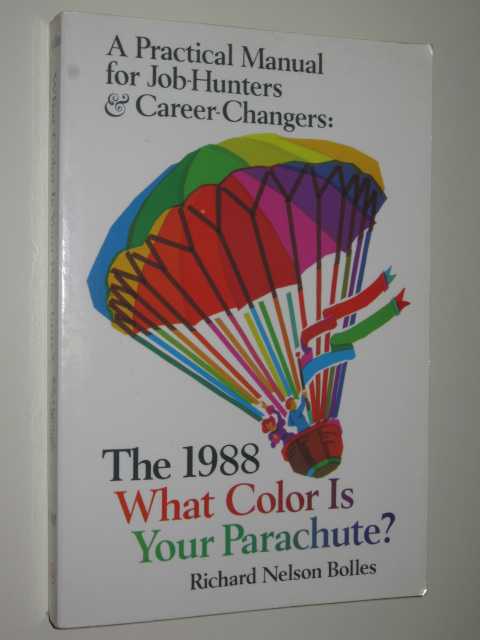 A Practical Manual
for Job-Hunters
& Career-Changers:
The 1988
What Color Is
Your Parachute?
Richard Nelson Bolles